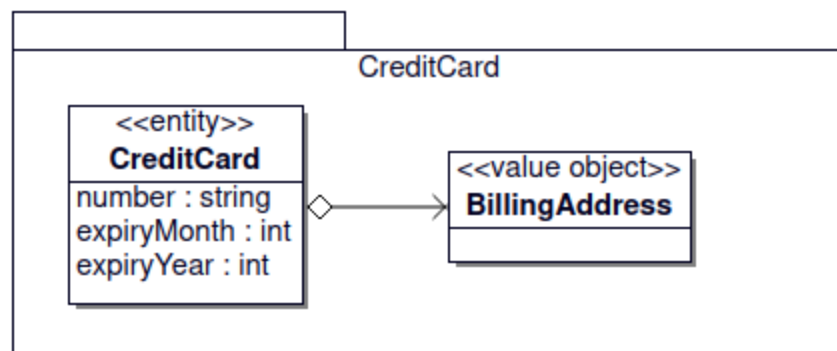 CreditCard
<<entity>>
CreditCard
number : string
expiryMonth : int
expiryYear : int
<<value object>>
BillingAddress